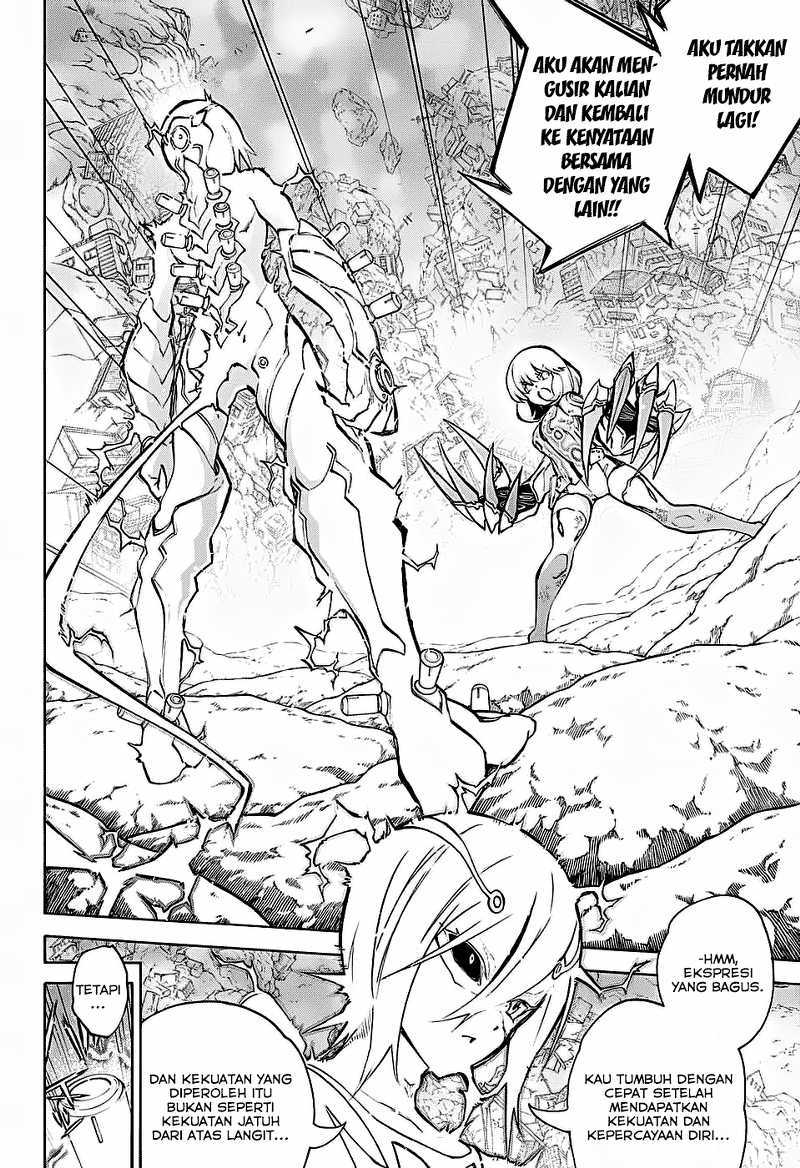 AKU TAKKAN
PERNAH
MUNDUR
LAGI!
AKU AKAN MEN-
GUSIR KALIAN
DAN KEMBALI
KE KENYATAAN
BERSAMA
DENGAN YANG
LAIN!!
-HMM,
EKSPRESI
YANG BAGUS.
KAU TUMBUH DENGAN
CEPAT SETELAH
MENDAPATKAN
KEKUATAN DAN
KEPERCAYAAN DIRI...
DAN KEKUATAN YANG
DIPEROLEH ITU
BUKAN SEPERTI
KEKUATAN JATUH
DARI ATAS LANGIT...
TETAPI
...